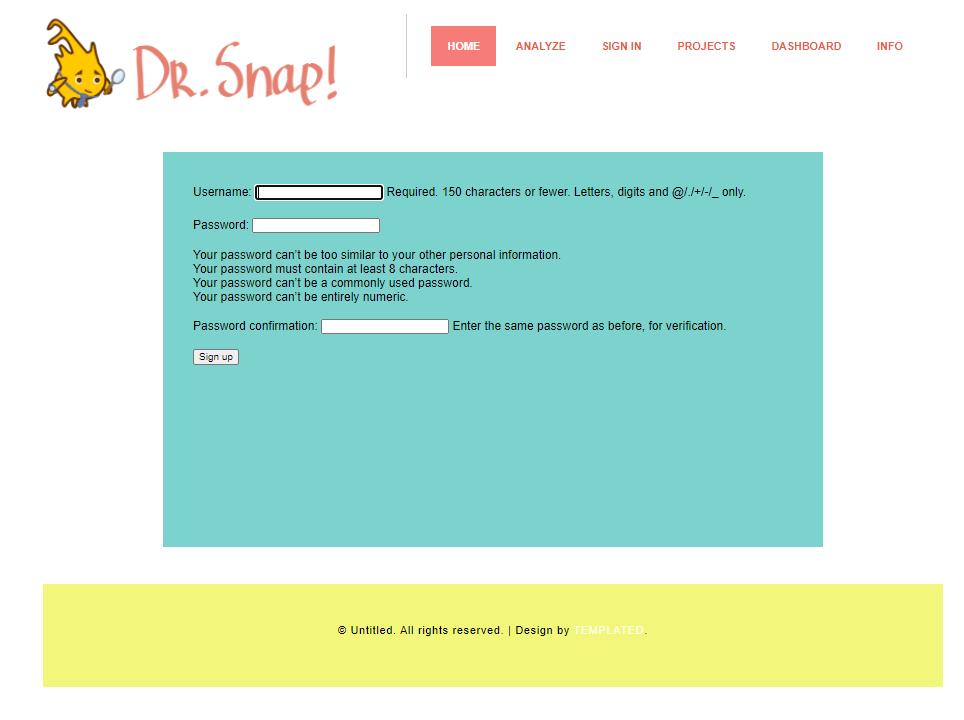 Dr. Snap!
HOME ANALYZE SIGN IN PROJECTS DASHBOARD INFO
Username: Required. 150 characters or fewer. Letters, digits and @/./+/-/_ only.
Password:
Your password can't be too similar to your other personal information.
Your password must contain at least 8 characters.
Your password can't be a commonly used password.
Your password can't be entirely numeric.
Password confirmation: Enter the same password as before, for verification.
Sign up
© Untitled. All rights reserved. | Design by TEMPLATED.